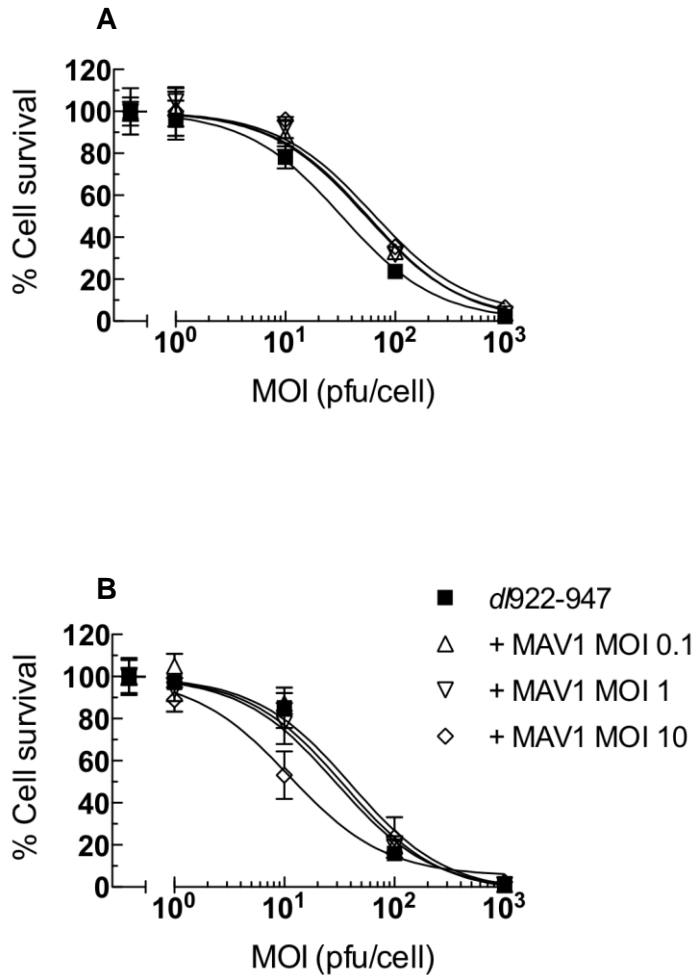 A
120
100
80
60
40
20
0
% Cell survival
10⁰ 10¹ 10² 10³
MOI (pfu/cell)
B
120
100
80
60
40
20
0
% Cell survival
10⁰ 10¹ 10² 10³
MOI (pfu/cell)
dl922-947
+ MAV1 MOI 0.1
+ MAV1 MOI 1
+ MAV1 MOI 10